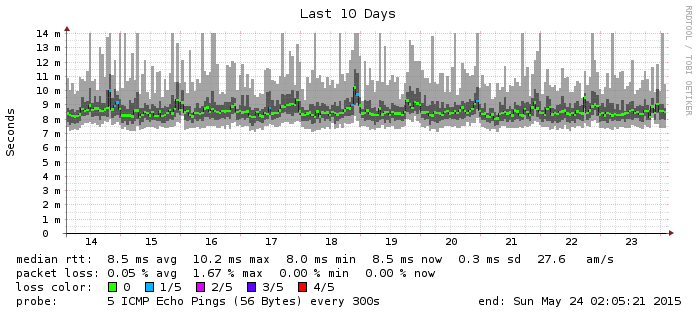 Last 10 Days
RRDTOOL / TOBI OETIKER
Seconds
14 m
13 m
12 m
11 m
10 m
9 m
8 m
7 m
6 m
5 m
4 m
3 m
2 m
1 m
0
14 15 16 17 18 19 20 21 22 23
median rtt: 8.5 ms avg 10.2 ms max 8.0 ms min 8.5 ms now 0.3 ms sd 27.6 am/s
packet loss: 0.05 % avg 1.67 % max 0.00 % min 0.00 % now
loss color: 0 1/5 2/5 3/5 4/5
probe: 5 ICMP Echo Pings (56 Bytes) every 300s end: Sun May 24 02:05:21 2015